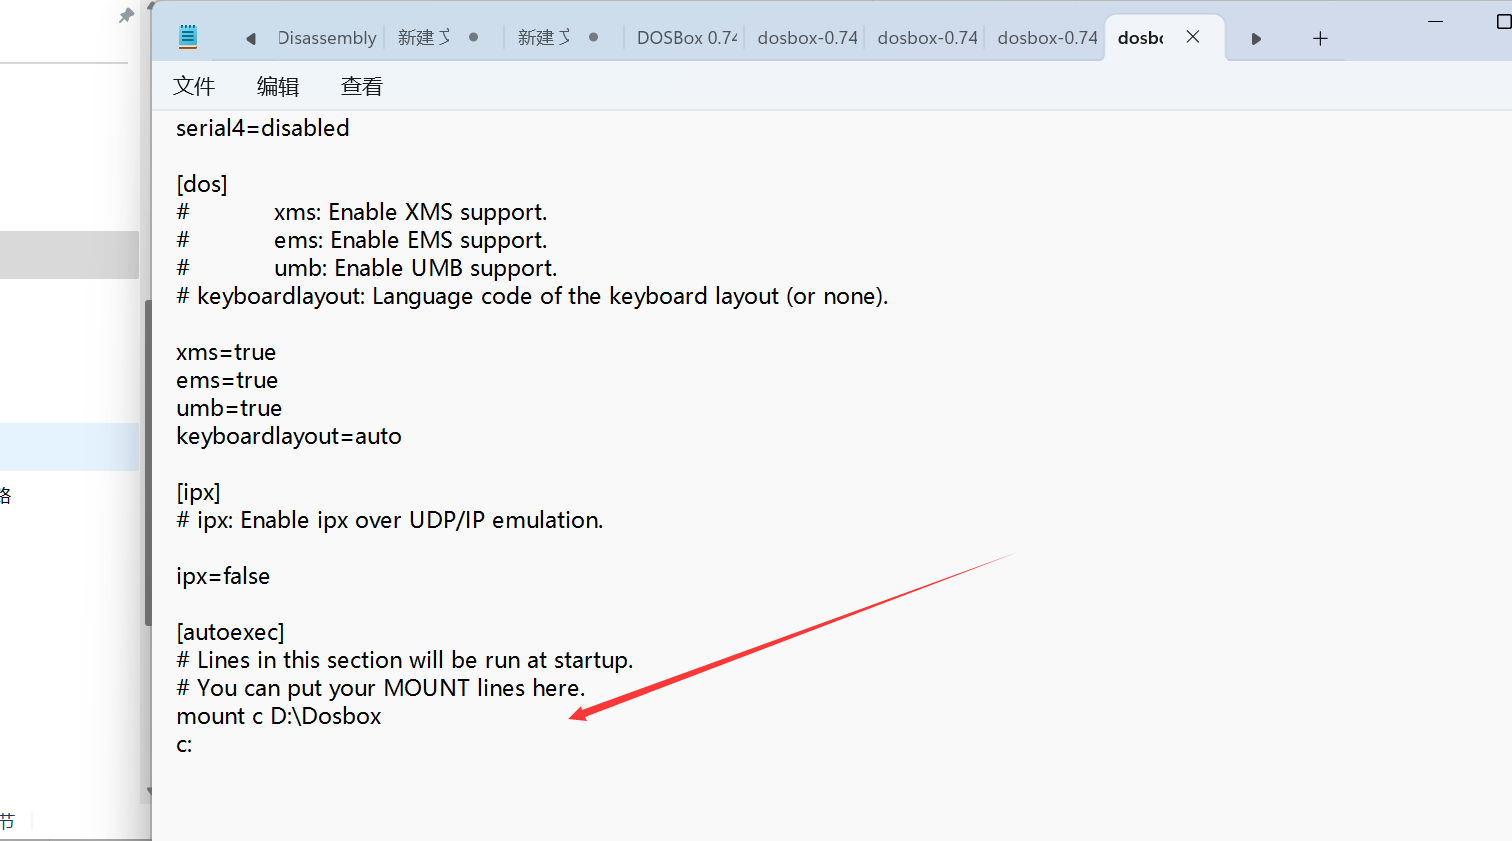 Disassembly
新建文
新建文
DOSBox 0.74
dosbox-0.74
dosbox-0.74
dosbox-0.74
dosbo
文件
编辑
查看
serial4=disabled
[dos]
# xms: Enable XMS support.
# ems: Enable EMS support.
# umb: Enable UMB support.
# keyboardlayout: Language code of the keyboard layout (or none).
xms=true
ems=true
umb=true
keyboardlayout=auto
[ipx]
# ipx: Enable ipx over UDP/IP emulation.
ipx=false
[autoexec]
# Lines in this section will be run at startup.
# You can put your MOUNT lines here.
mount c D:\Dosbox
c:
节